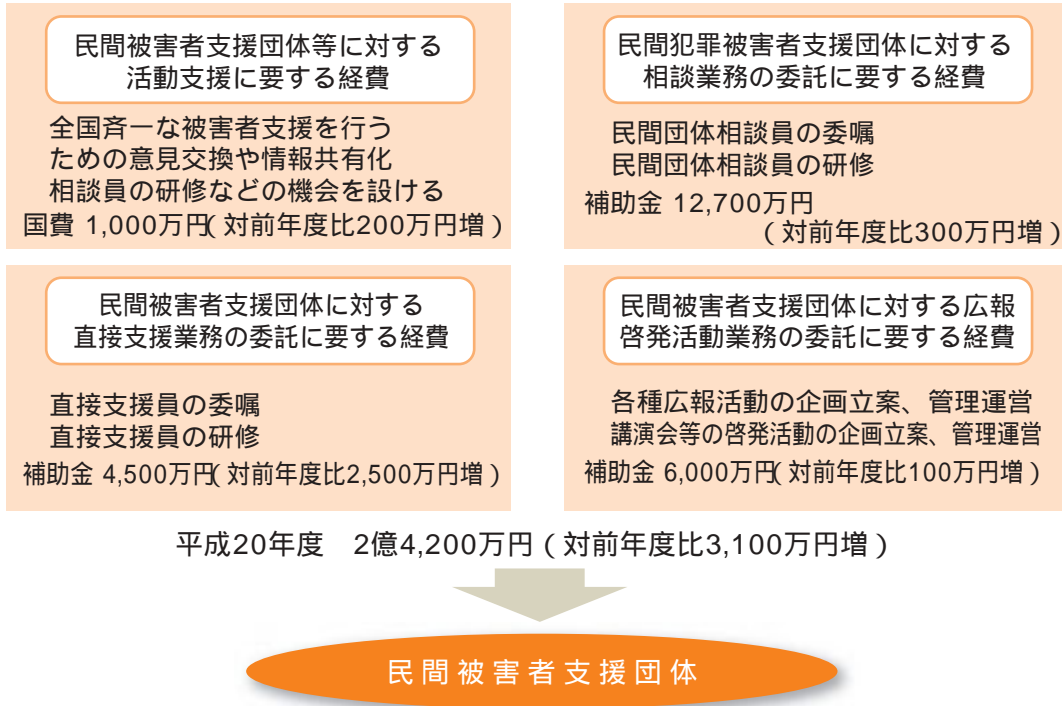 民間被害者支援団体等に対する
活動支援に要する経費
全国斉一な被害者支援を行う
ための意見交換や情報共有化
相談員の研修などの機会を設ける
国費 1,000万円(対前年度比200万円増)
民間犯罪被害者支援団体に対する
相談業務の委託に要する経費
民間団体相談員の委嘱
民間団体相談員の研修
補助金 12,700万円
(対前年度比300万円増)
民間被害者支援団体に対する
直接支援業務の委託に要する経費
直接支援員の委嘱
直接支援員の研修
補助金 4,500万円(対前年度比2,500万円増)
民間被害者支援団体に対する広報
啓発活動業務の委託に要する経費
各種広報活動の企画立案、管理運営
講演会等の啓発活動の企画立案、管理運営
補助金 6,000万円(対前年度比100万円増)
平成20年度 2億4,200万円(対前年度比3,100万円増)
民間被害者支援団体